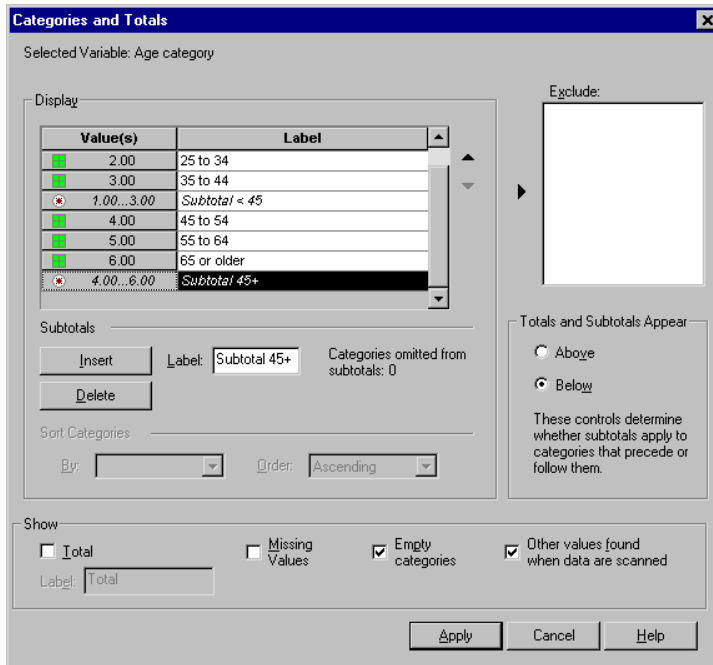 Categories and Totals
Selected Variable: Age category
Display
Exclude:
Value(s) Label
2.00 25 to 34
3.00 35 to 44
1.00...3.00 Subtotal < 45
4.00 45 to 54
5.00 55 to 64
6.00 65 or older
4.00...6.00 Subtotal 45+
Subtotals
Insert Label: Subtotal 45+ Categories omitted from
subtotals: 0
Delete
Sort Categories
By: Order: Ascending
Totals and Subtotals Appear
Above
Below
These controls determine
whether subtotals apply to
categories that precede or
follow them.
Show
Total
Label: Total
Missing
Values
Empty
categories
Other values found
when data are scanned
Apply Cancel Help